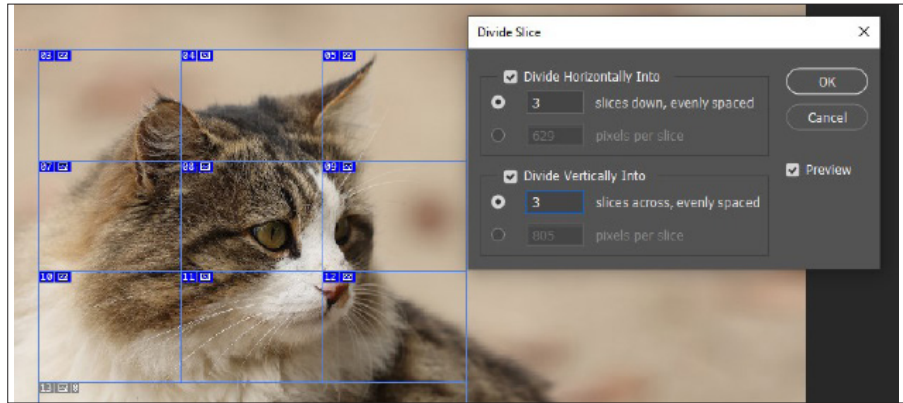 Divide Slice
03
04
05
Divide Horizontally Into
OK
3 slices down, evenly spaced
Cancel
629 pixels per slice
07
08
09
Preview
Divide Vertically Into
3 slices across, evenly spaced
805 pixels per slice
10
11
12
13